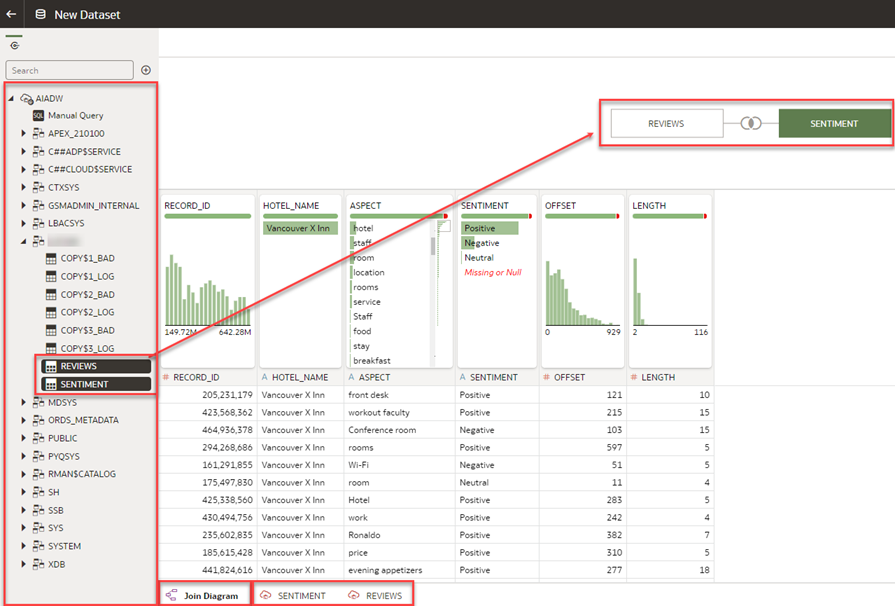 New Dataset
Search
AIADW
SQL Manual Query
APEX_210100
C##ADP$SERVICE
C##CLOUD$SERVICE
CTXSYS
GSMADMIN_INTERNAL
LBACSYS
COPY$1_BAD
COPY$1_LOG
COPY$2_BAD
COPY$2_LOG
COPY$3_BAD
COPY$3_LOG
REVIEWS
SENTIMENT
MDSYS
ORDS_METADATA
PUBLIC
PYQSYS
RMAN$CATALOG
SH
SSB
SYS
SYSTEM
XDB
REVIEWS SENTIMENT
RECORD_ID HOTEL_NAME ASPECT SENTIMENT OFFSET LENGTH
149.72M 642.28M
Vancouver X Inn
hotel
staff
room
location
rooms
service
Staff
food
stay
breakfast
Positive
Negative
Neutral
Missing or Null
0 929
2 116
# RECORD_ID A HOTEL_NAME A ASPECT A SENTIMENT # OFFSET # LENGTH
205,231,179 Vancouver X Inn front desk Positive 121 10
423,568,362 Vancouver X Inn workout faculty Positive 215 15
464,936,378 Vancouver X Inn Conference room Negative 103 15
294,268,686 Vancouver X Inn rooms Positive 597 5
161,291,855 Vancouver X Inn Wi-Fi Negative 51 5
175,497,830 Vancouver X Inn room Neutral 11 4
425,338,560 Vancouver X Inn Hotel Positive 283 5
430,494,756 Vancouver X Inn work Positive 242 4
235,602,835 Vancouver X Inn Ronaldo Positive 382 7
185,615,428 Vancouver X Inn price Positive 310 5
441,824,616 Vancouver X Inn evening appetizers Positive 277 18
Join Diagram SENTIMENT REVIEWS